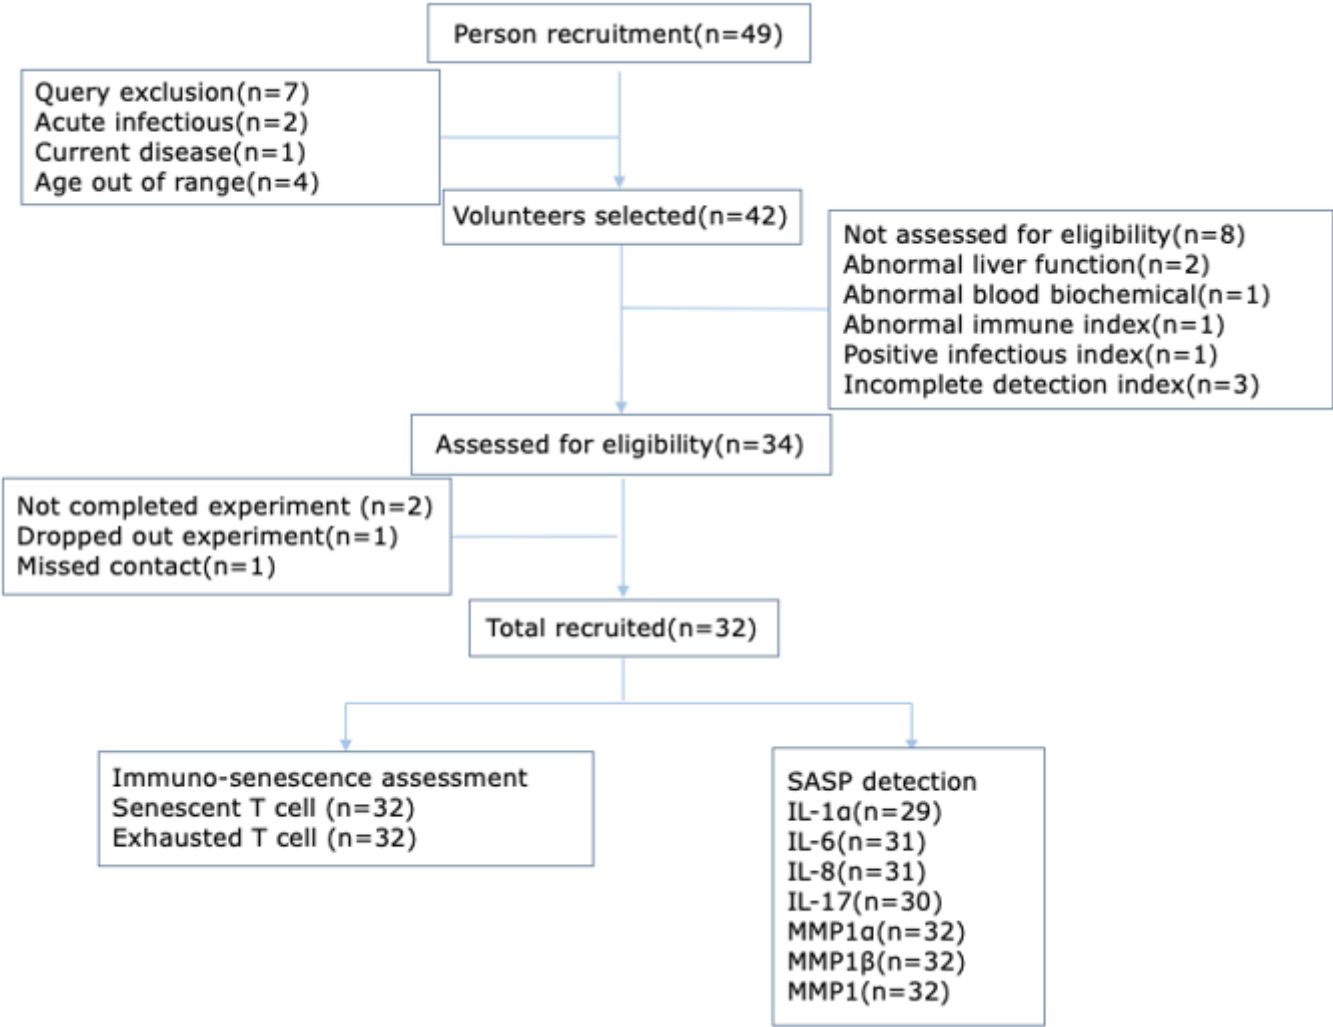 Person recruitment(n=49)
Query exclusion(n=7)
Acute infectious(n=2)
Current disease(n=1)
Age out of range(n=4)
Volunteers selected(n=42)
Not assessed for eligibility(n=8)
Abnormal liver function(n=2)
Abnormal blood biochemical(n=1)
Abnormal immune index(n=1)
Positive infectious index(n=1)
Incomplete detection index(n=3)
Assessed for eligibility(n=34)
Not completed experiment (n=2)
Dropped out experiment(n=1)
Missed contact(n=1)
Total recruited(n=32)
Immuno-senescence assessment
Senescent T cell (n=32)
Exhausted T cell (n=32)
SASP detection
IL-1α(n=29)
IL-6(n=31)
IL-8(n=31)
IL-17(n=30)
MMP1α(n=32)
MMP1β(n=32)
MMP1(n=32)